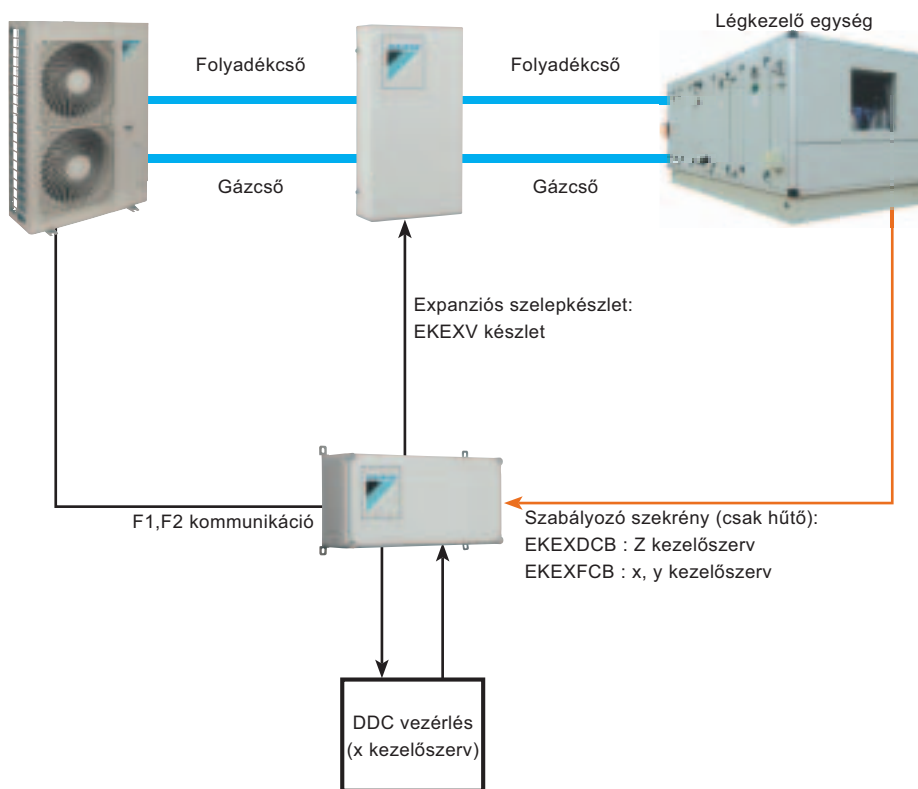 Légkezelő egység
Folyadékcső
Folyadékcső
Gázcső
Gázcső
Expanziós szelepkészlet:
EKEXV készlet
F1,F2 kommunikáció
Szabályozó szekrény (csak hűtő):
EKEXDCB : Z kezelőszerv
EKEXFCB : x, y kezelőszerv
DDC vezérlés
(x kezelőszerv)